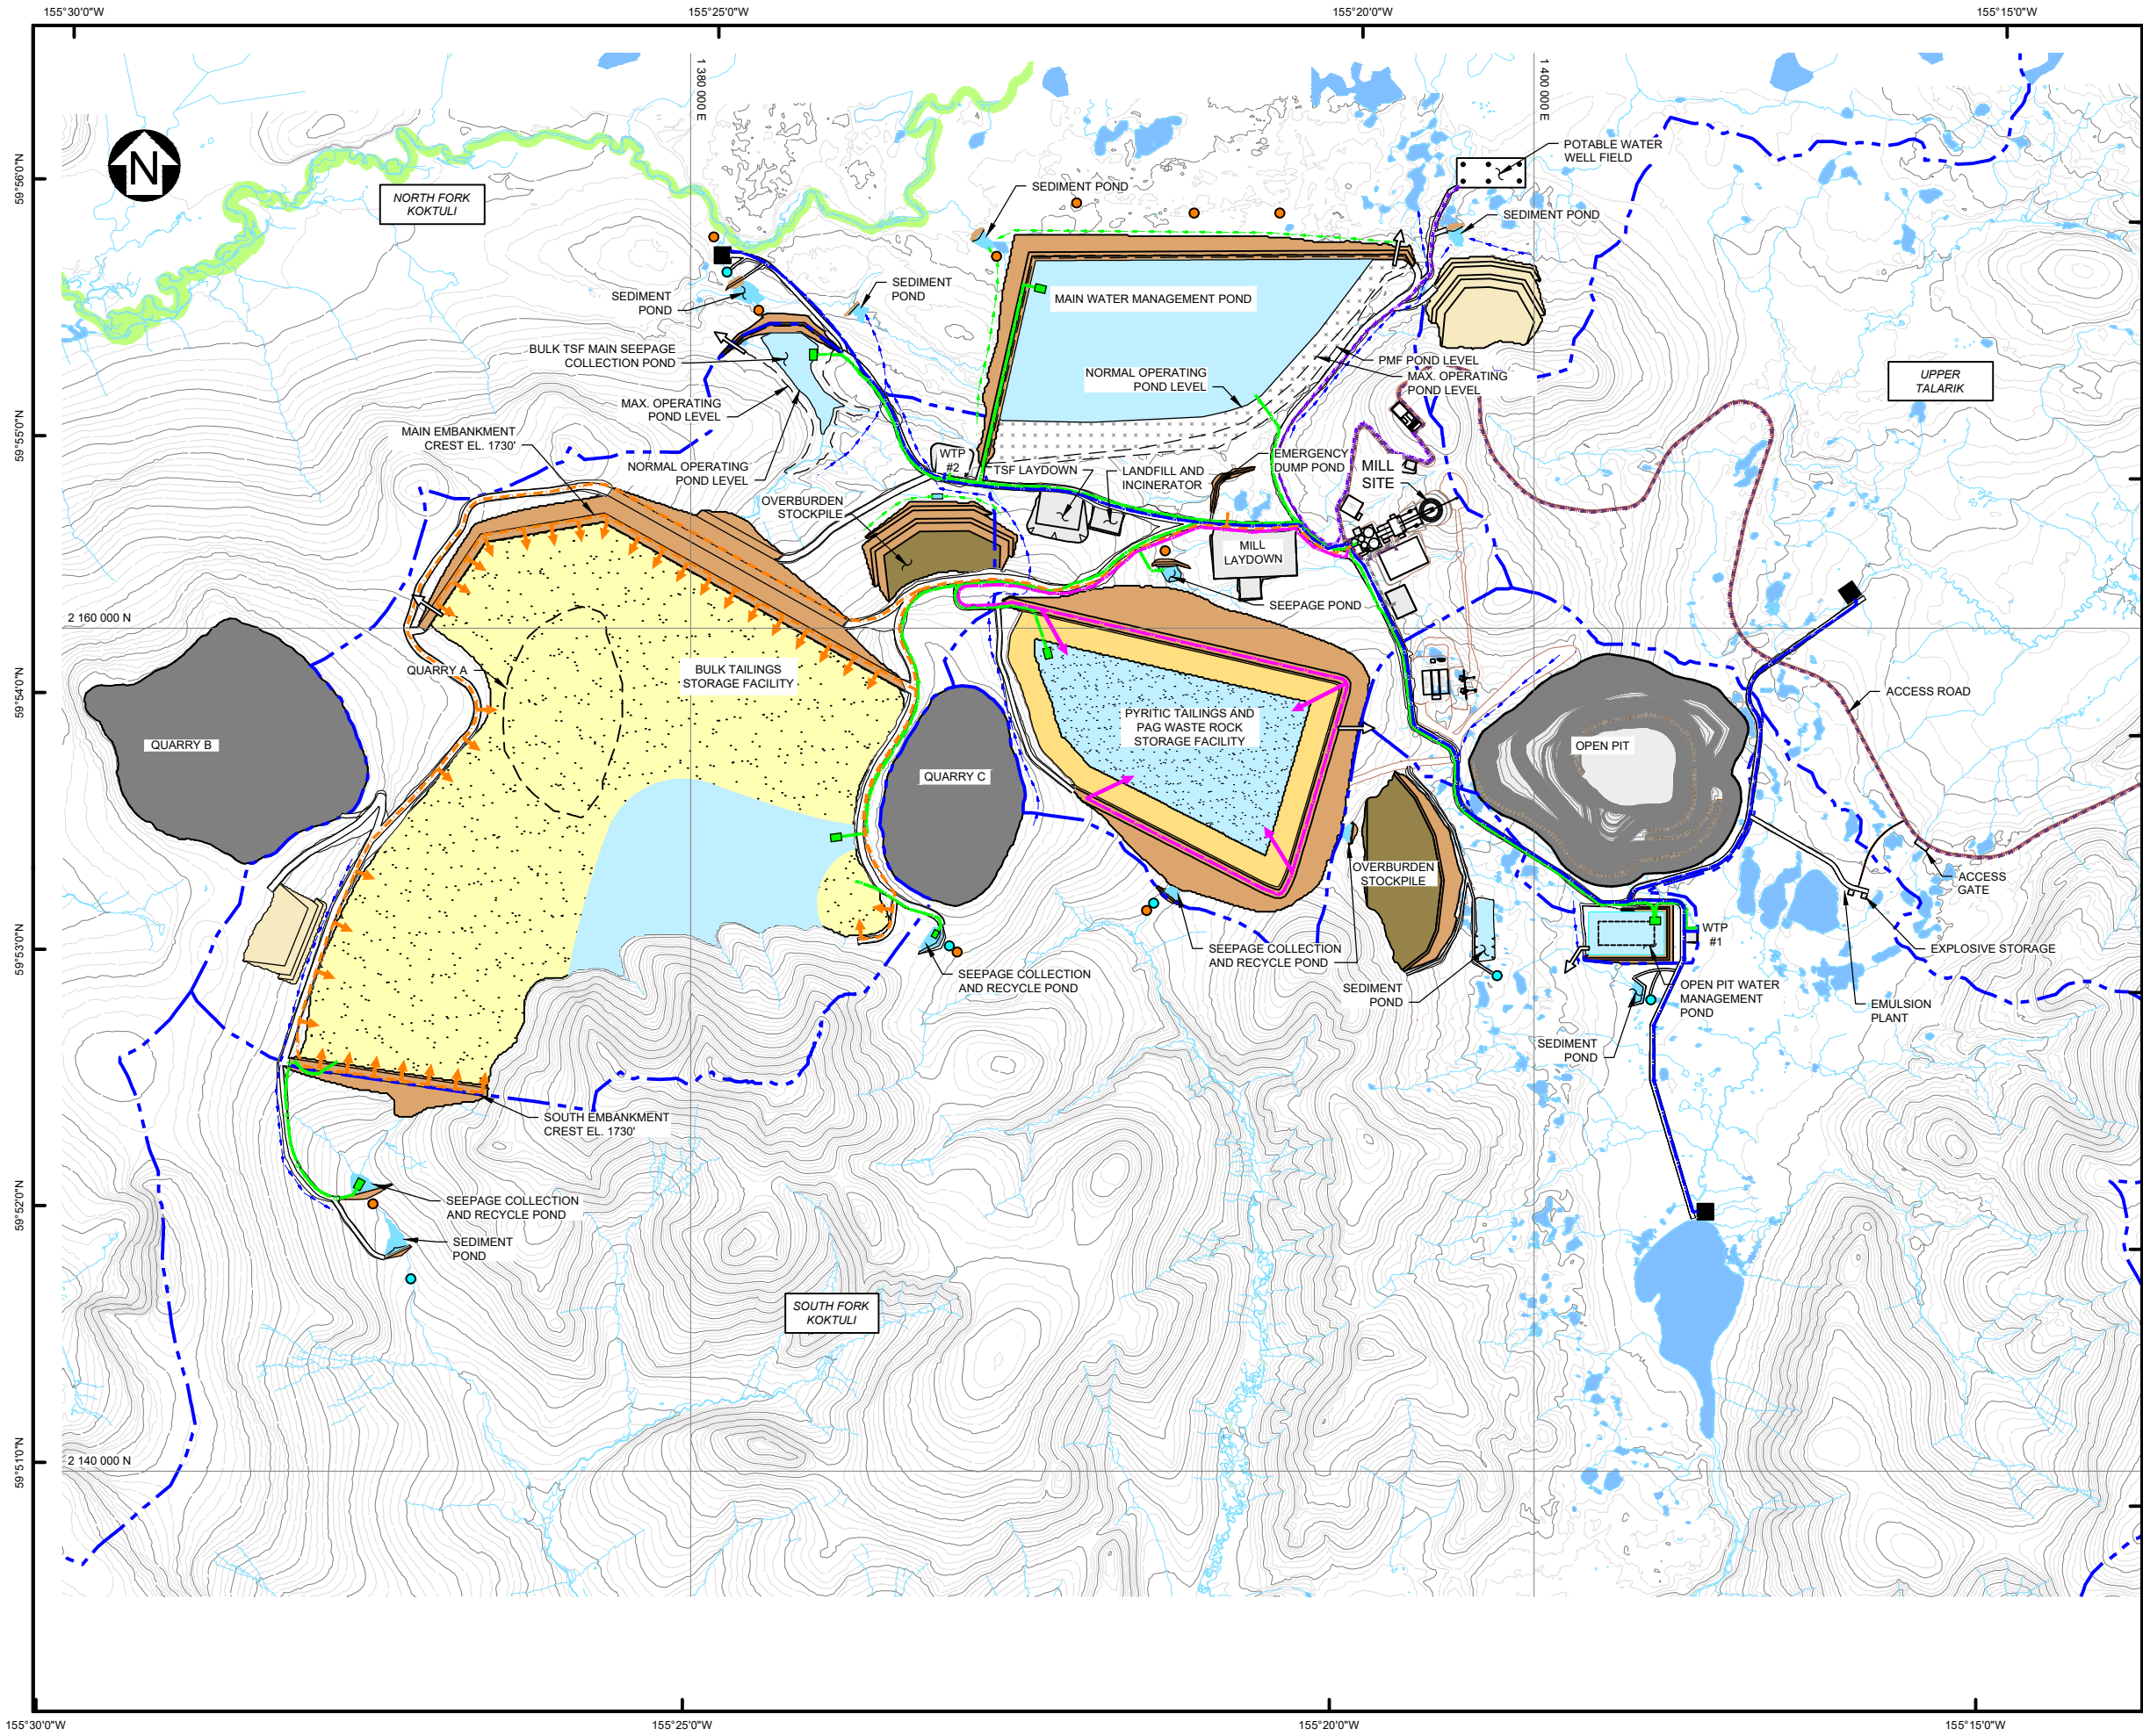 155°30'0"W
155°25'0"W
155°20'0"W
155°15'0"W
1 380 000 E
1 400 000 E
59°56'0"N
59°55'0"N
59°54'0"N
59°53'0"N
59°52'0"N
59°51'0"N
N
NORTH FORK
KOKTULI
POTABLE WATER
WELL FIELD
SEDIMENT POND
SEDIMENT POND
SEDIMENT
POND
SEDIMENT
POND
MAIN WATER MANAGEMENT POND
BULK TSF MAIN SEEPAGE
COLLECTION POND
PMF POND LEVEL
MAX. OPERATING
POND LEVEL
NORMAL OPERATING
POND LEVEL
UPPER
TALARIK
MAX. OPERATING
POND LEVEL
MAIN EMBANKMENT
CREST EL. 1730'
NORMAL OPERATING
POND LEVEL
WTP
#2
TSF LAYDOWN
LANDFILL AND
INCINERATOR
EMERGENCY
DUMP POND
MILL
SITE
OVERBURDEN
STOCKPILE
MILL
LAYDOWN
SEEPAGE POND
2 160 000 N
QUARRY A
BULK TAILINGS
STORAGE FACILITY
ACCESS ROAD
QUARRY B
PYRITIC TAILINGS AND
PAG WASTE ROCK
STORAGE FACILITY
OPEN PIT
QUARRY C
OVERBURDEN
STOCKPILE
ACCESS
GATE
WTP
#1
EXPLOSIVE STORAGE
SEEPAGE COLLECTION
AND RECYCLE POND
SEEPAGE COLLECTION
AND RECYCLE POND
SEDIMENT
POND
OPEN PIT WATER
MANAGEMENT
POND
EMULSION
PLANT
SEDIMENT
POND
SOUTH EMBANKMENT
CREST EL. 1730'
SEEPAGE COLLECTION
AND RECYCLE POND
SEDIMENT
POND
SOUTH FORK
KOKTULI
2 140 000 N
155°30'0"W
155°25'0"W
155°20'0"W
155°15'0"W